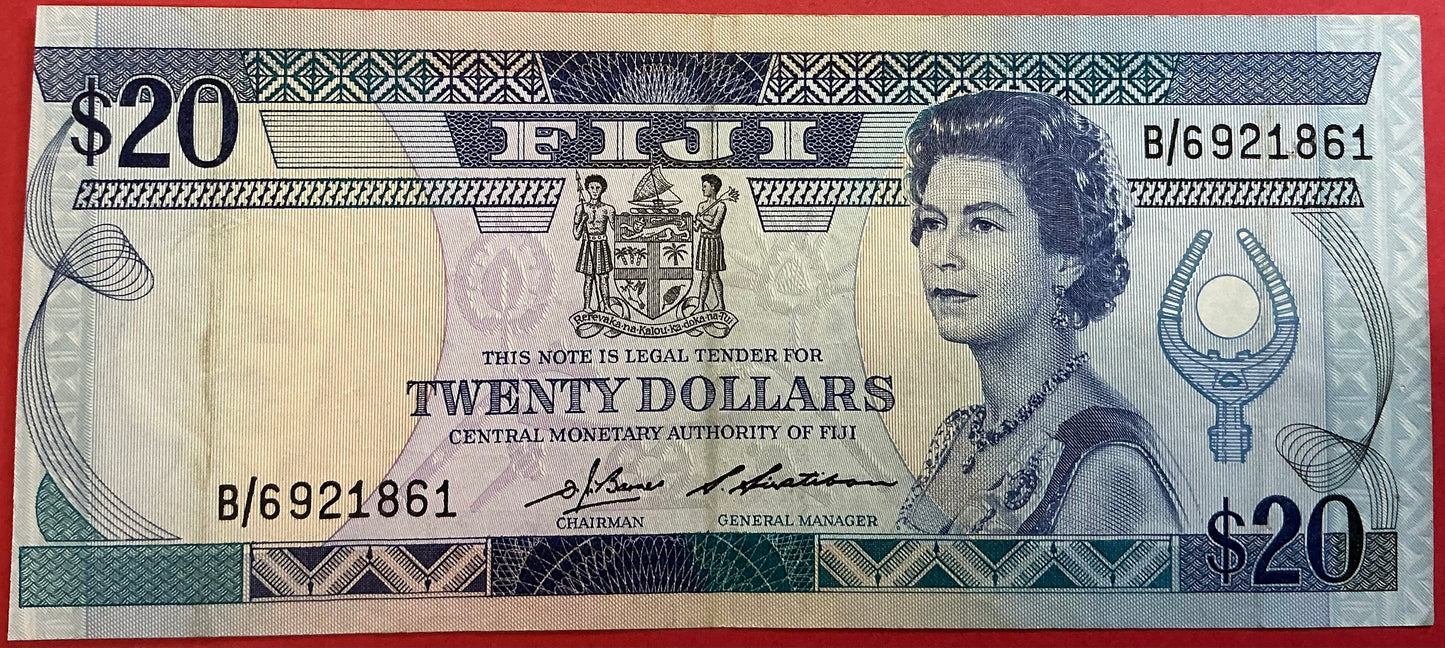 $20
FIJI
B/6921861
Rerevaka·na·Kalou·ka·doka·na·Tui
THIS NOTE IS LEGAL TENDER FOR
TWENTY DOLLARS
CENTRAL MONETARY AUTHORITY OF FIJI
B/6921861
CHAIRMAN
GENERAL MANAGER
$20